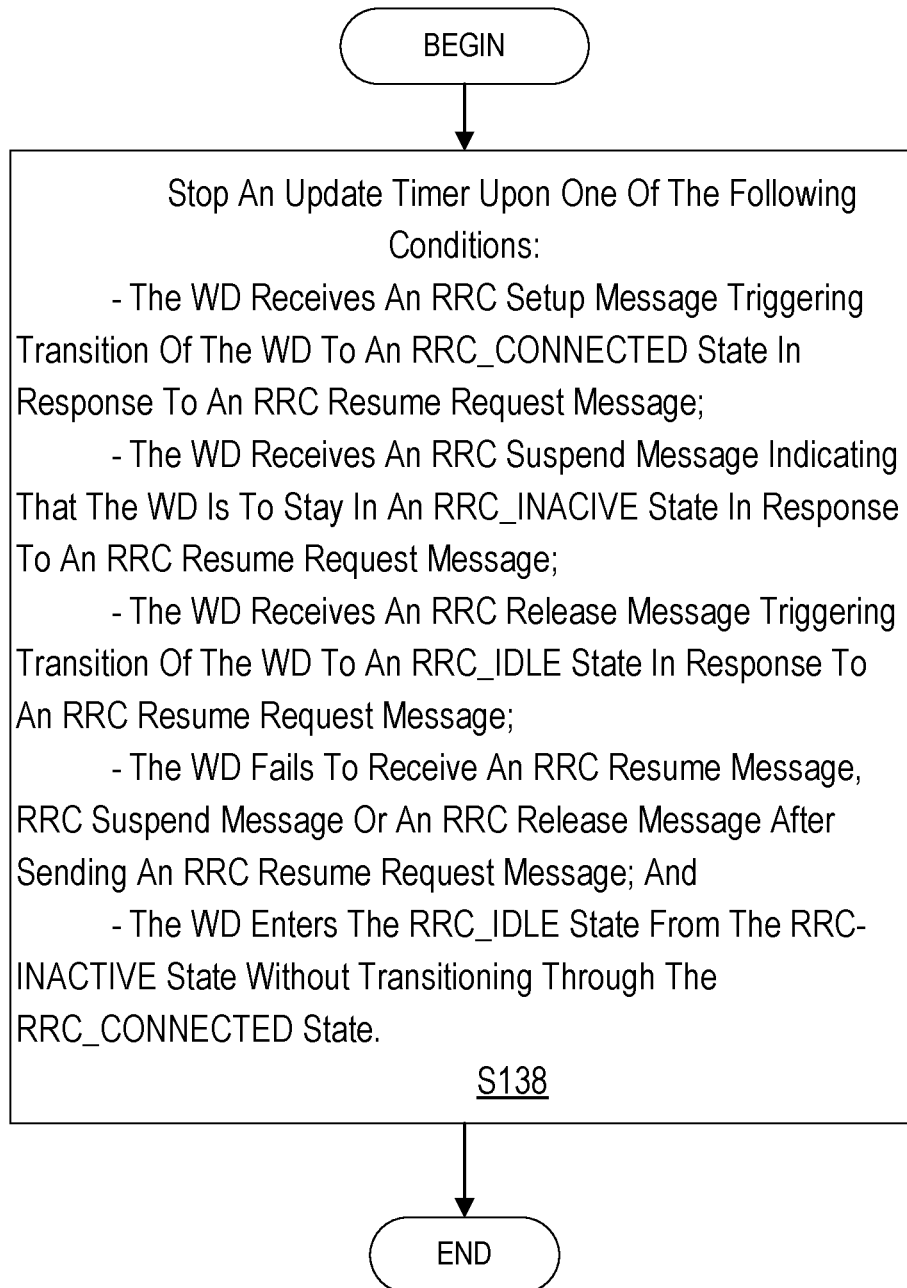 BEGIN
Stop An Update Timer Upon One Of The Following
Conditions:
- The WD Receives An RRC Setup Message Triggering
Transition Of The WD To An RRC_CONNECTED State In
Response To An RRC Resume Request Message;
- The WD Receives An RRC Suspend Message Indicating
That The WD Is To Stay In An RRC_INACIVE State In Response
To An RRC Resume Request Message;
- The WD Receives An RRC Release Message Triggering
Transition Of The WD To An RRC_IDLE State In Response To
An RRC Resume Request Message;
- The WD Fails To Receive An RRC Resume Message,
RRC Suspend Message Or An RRC Release Message After
Sending An RRC Resume Request Message; And
- The WD Enters The RRC_IDLE State From The RRC-
INACTIVE State Without Transitioning Through The
RRC_CONNECTED State.
S138
END